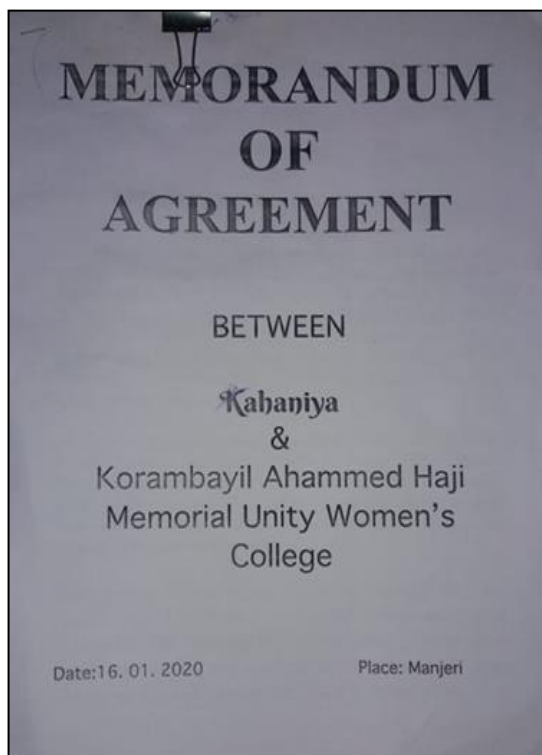 MEMORANDUM
OF
AGREEMENT
BETWEEN
Kahaniya
&
Korambayil Ahammed Haji
Memorial Unity Women's
College
Date:16. 01. 2020 Place: Manjeri